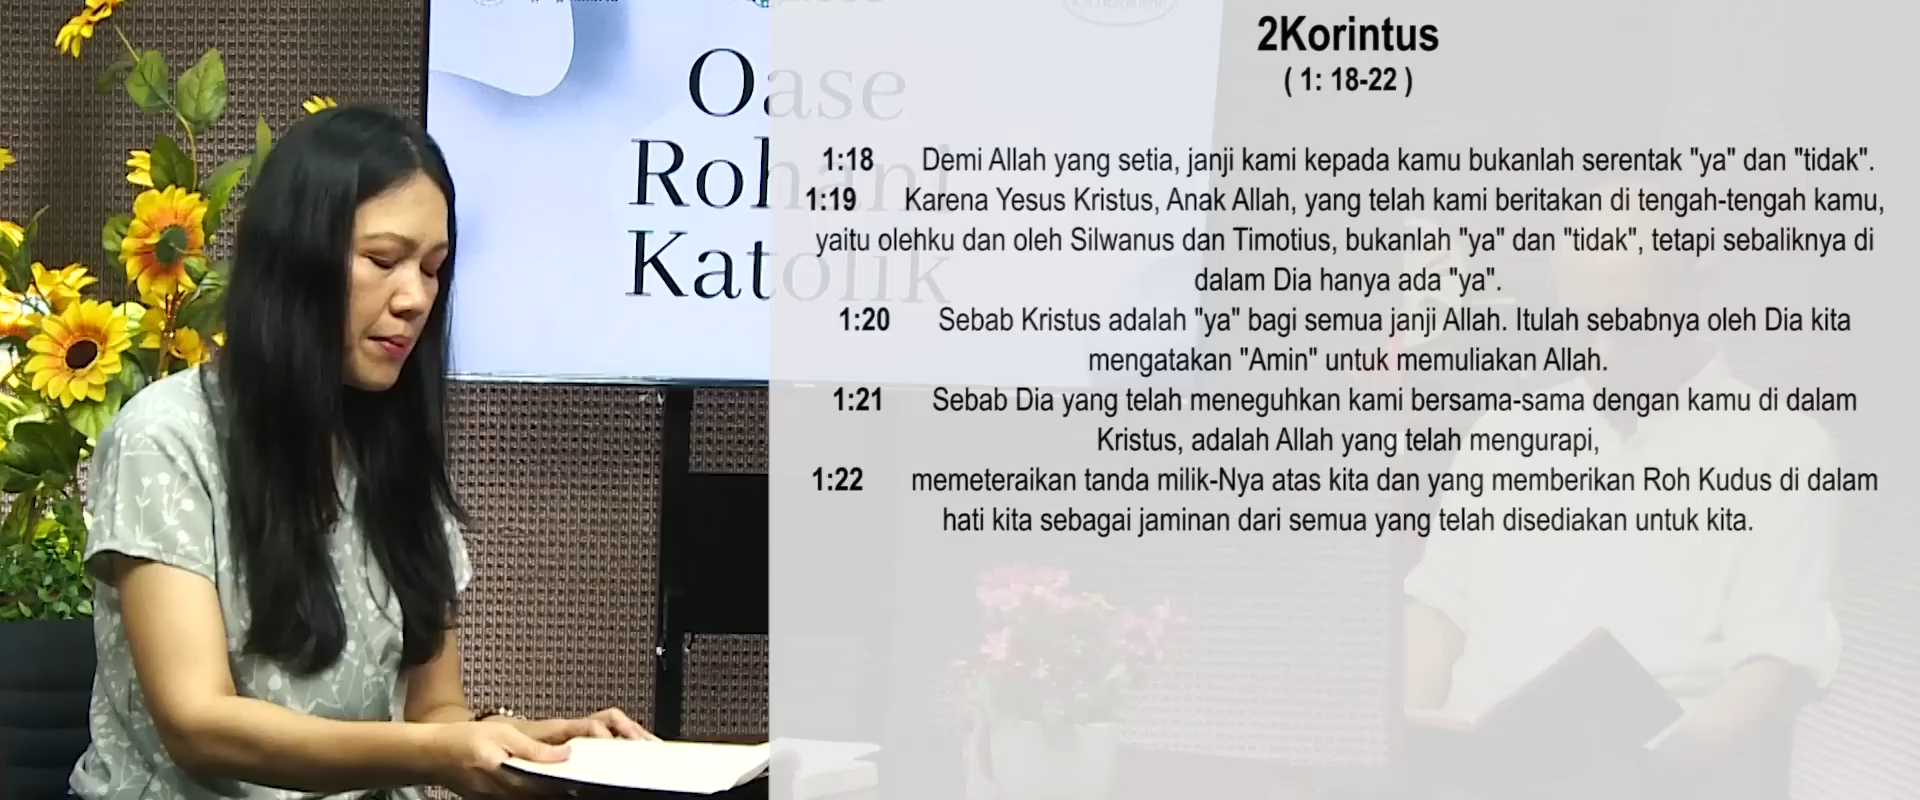 Oase
Rohani
Katolik
2Korintus
( 1: 18-22 )
1:18 Demi Allah yang setia, janji kami kepada kamu bukanlah serentak "ya" dan "tidak".
1:19 Karena Yesus Kristus, Anak Allah, yang telah kami beritakan di tengah-tengah kamu,
yaitu olehku dan oleh Silwanus dan Timotius, bukanlah "ya" dan "tidak", tetapi sebaliknya di
dalam Dia hanya ada "ya".
1:20 Sebab Kristus adalah "ya" bagi semua janji Allah. Itulah sebabnya oleh Dia kita
mengatakan "Amin" untuk memuliakan Allah.
1:21 Sebab Dia yang telah meneguhkan kami bersama-sama dengan kamu di dalam
Kristus, adalah Allah yang telah mengurapi,
1:22 memeteraikan tanda milik-Nya atas kita dan yang memberikan Roh Kudus di dalam
hati kita sebagai jaminan dari semua yang telah disediakan untuk kita.